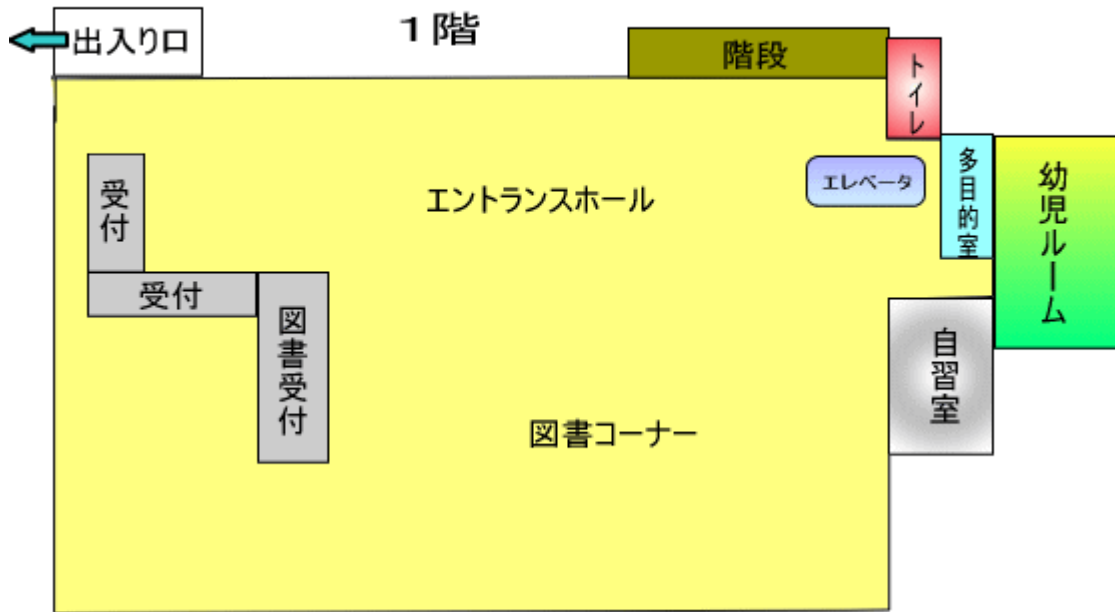 １階
出入り口
階段
トイレ
受付
エントランスホール
エレベータ
多目的室
幼児ルーム
受付
図書受付
自習室
図書コーナー